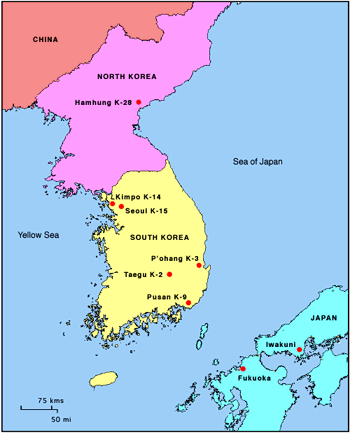 CHINA
NORTH KOREA
Hamhung K-28
Sea of Japan
Kimpo K-14
Seoul K-15
Yellow Sea
SOUTH KOREA
P'ohang K-3
Taegu K-2
Pusan K-9
JAPAN
Iwakuni
Fukuoka
75 kms
50 mi